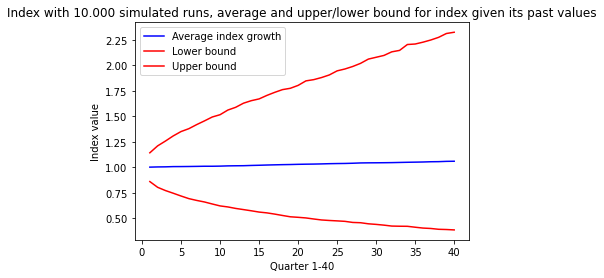 Index with 10.000 simulated runs, average and upper/lower bound for index given its past values
Average index growth
Lower bound
Upper bound
2.25
2.00
1.75
1.50
1.25
1.00
0.75
0.50
Index value
0 5 10 15 20 25 30 35 40
Quarter 1-40